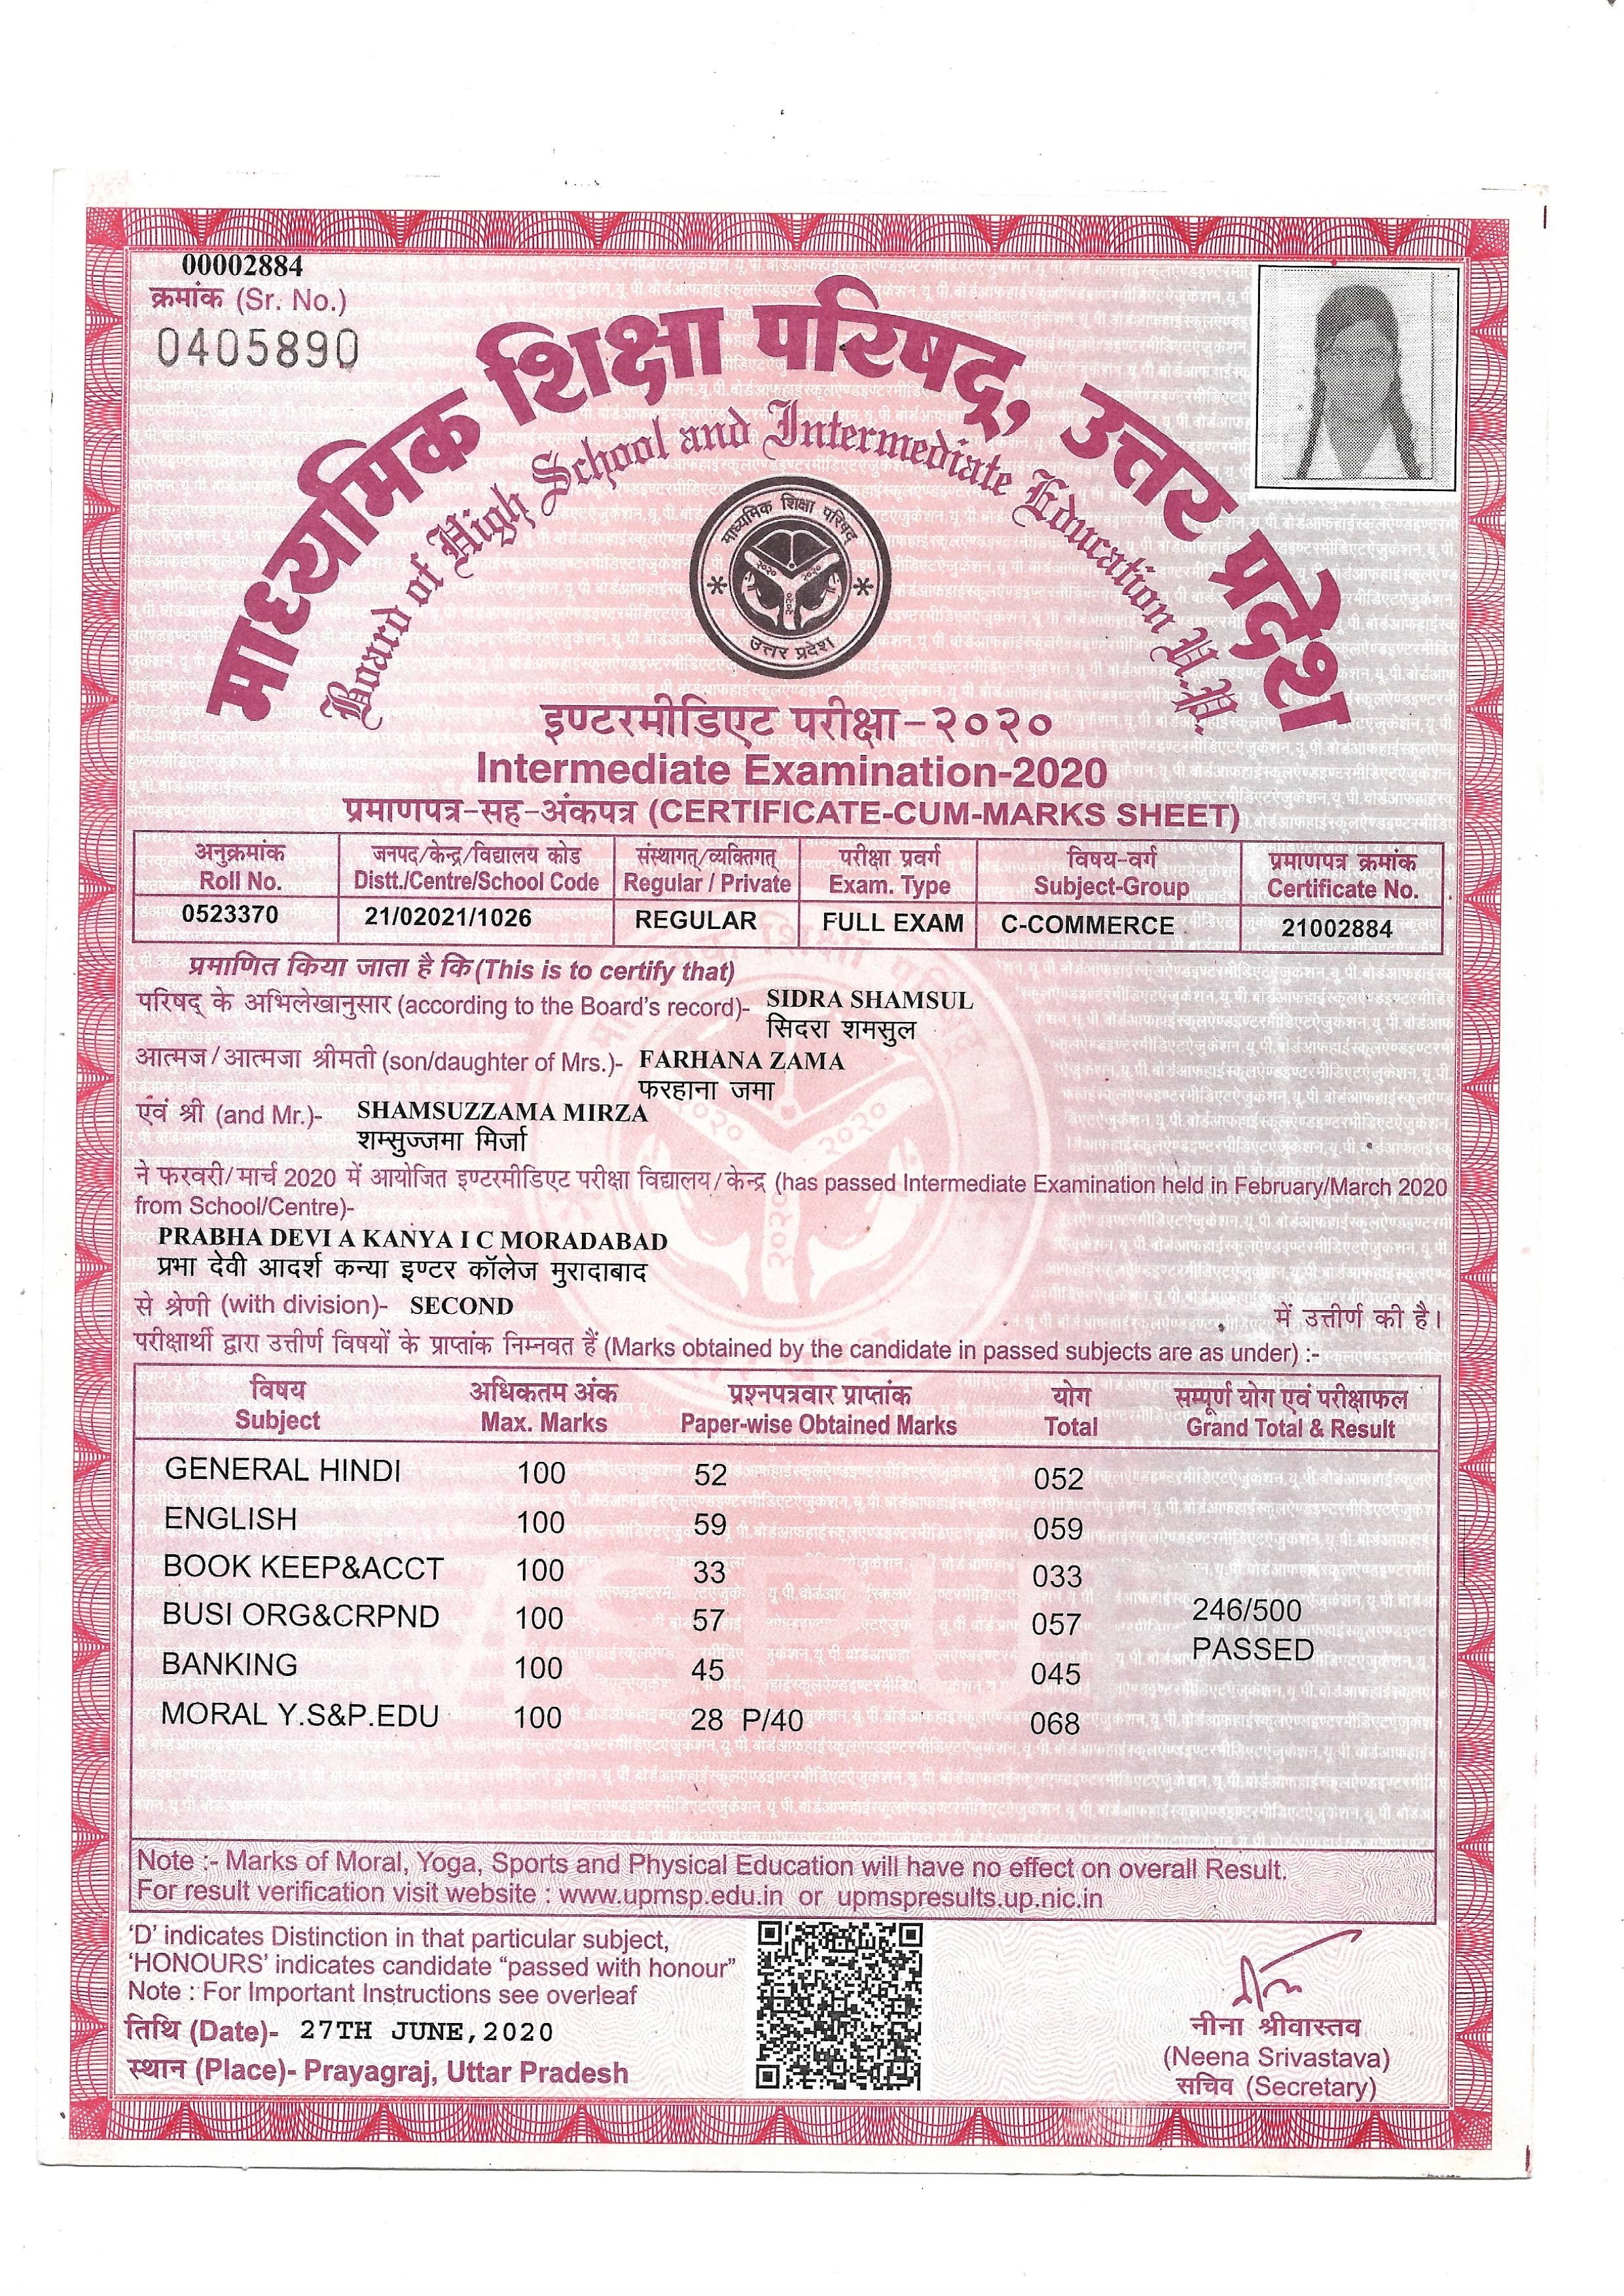 00002884
क्रमांक (Sr. No.)
0405890
माध्यमिक शिक्षा परिषद्, उत्तर प्रदेश
Board of High School and Intermediate Education U.P.
माध्यमिक शिक्षा परिषद्
२०२० २०२०
२०२०
उत्तर प्रदेश
इण्टरमीडिएट परीक्षा-२०२०
Intermediate Examination-2020
प्रमाणपत्र-सह-अंकपत्र (CERTIFICATE-CUM-MARKS SHEET)
अनुक्रमांक जनपद/केन्द्र/विद्यालय कोड संस्थागत्/व्यक्तिगत् परीक्षा प्रवर्ग विषय-वर्ग प्रमाणपत्र क्रमांक
Roll No. Distt./Centre/School Code Regular / Private Exam. Type Subject-Group Certificate No.
0523370 21/02021/1026 REGULAR FULL EXAM C-COMMERCE 21002884
प्रमाणित किया जाता है कि (This is to certify that)
परिषद् के अभिलेखानुसार (according to the Board's record)- SIDRA SHAMSUL
सिदरा शमसुल
आत्मज/आत्मजा श्रीमती (son/daughter of Mrs.)- FARHANA ZAMA
फरहाना जमा
एवं श्री (and Mr.)- SHAMSUZZAMA MIRZA
शम्सुज्जमा मिर्जा
ने फरवरी/मार्च 2020 में आयोजित इण्टरमीडिएट परीक्षा विद्यालय/केन्द्र (has passed Intermediate Examination held in February/March 2020
from School/Centre)-
PRABHA DEVI A KANYA I C MORADABAD
प्रभा देवी आदर्श कन्या इण्टर कॉलेज मुरादाबाद
से श्रेणी (with division)- SECOND में उत्तीर्ण की है।
परीक्षार्थी द्वारा उत्तीर्ण विषयों के प्राप्तांक निम्नवत हैं (Marks obtained by the candidate in passed subjects are as under) :-
विषय अधिकतम अंक प्रश्नपत्रवार प्राप्तांक योग सम्पूर्ण योग एवं परीक्षाफल
Subject Max. Marks Paper-wise Obtained Marks Total Grand Total & Result
GENERAL HINDI 100 52 052
ENGLISH 100 59 059
BOOK KEEP&ACCT 100 33 033
BUSI ORG&CRPND 100 57 057 246/500
PASSED
BANKING 100 45 045
MORAL Y.S&P.EDU 100 28 P/40 068
Note :- Marks of Moral, Yoga, Sports and Physical Education will have no effect on overall Result.
For result verification visit website : www.upmsp.edu.in or upmspresults.up.nic.in
'D' indicates Distinction in that particular subject,
'HONOURS' indicates candidate "passed with honour"
Note : For Important Instructions see overleaf
तिथि (Date)- 27TH JUNE,2020
स्थान (Place)- Prayagraj, Uttar Pradesh
नीना श्रीवास्तव
(Neena Srivastava)
सचिव (Secretary)